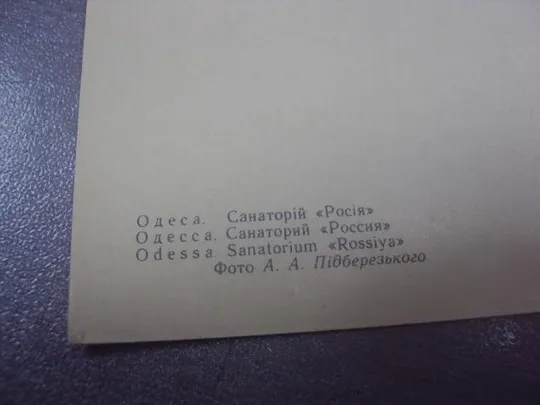 Одеса. Санаторій «Росія»
Одесса. Санаторий «Россия»
Odessa. Sanatorium «Rossiya»
Фото А. А. Підберезького